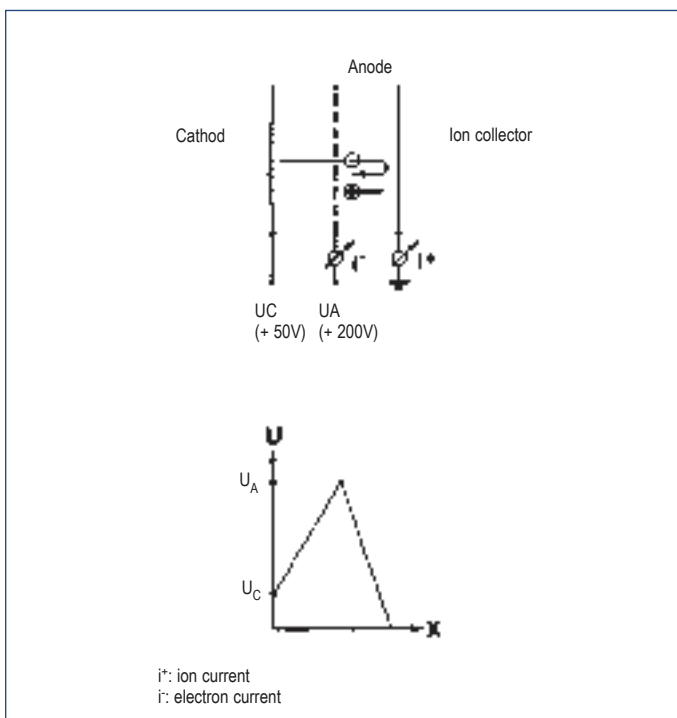 Anode
Cathod
Ion collector
i⁻
i⁺
UC
(+ 50V)
UA
(+ 200V)
U
U_A
U_C
X
i⁺: ion current
i⁻: electron current